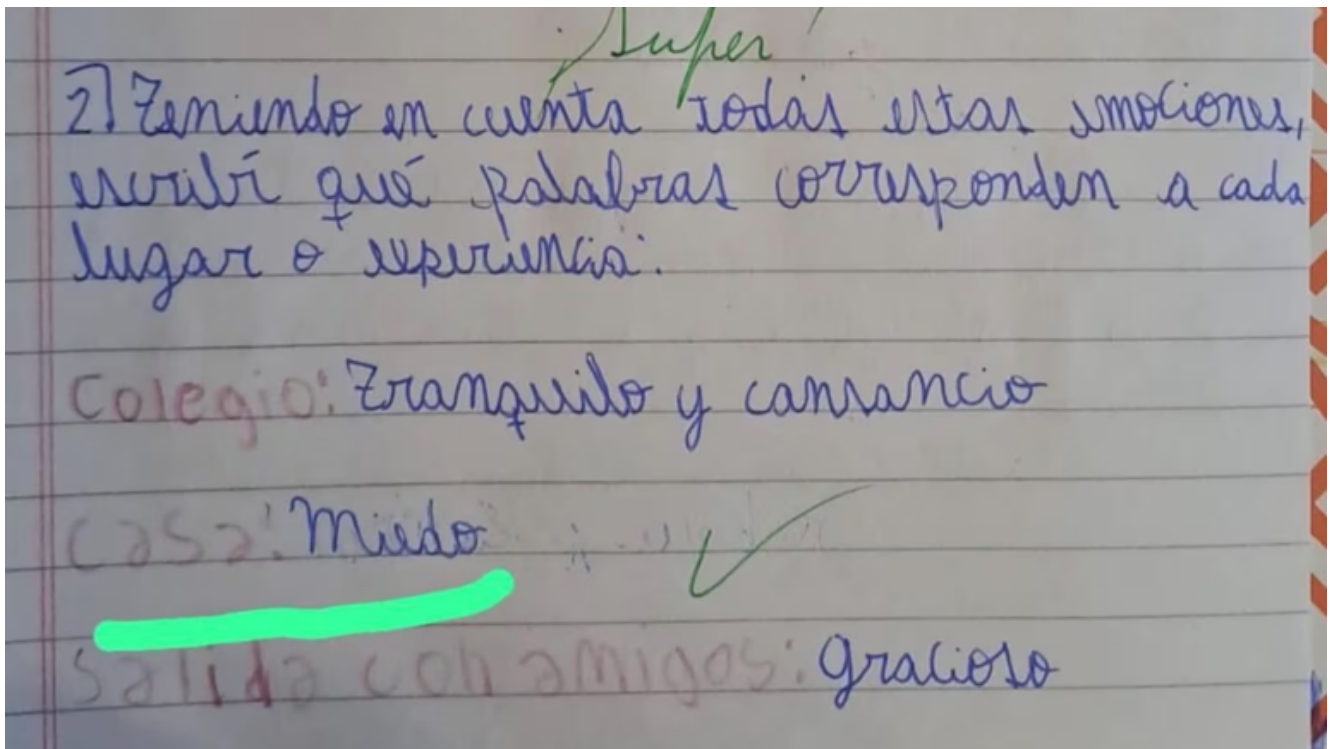 ¡Super!
2) Teniendo en cuenta todas estas emociones,
escribí qué palabras corresponden a cada
lugar o experiencia:
Colegio: Tranquilo y cansancio
Casa: Miedo
Salida con amigos: gracioso